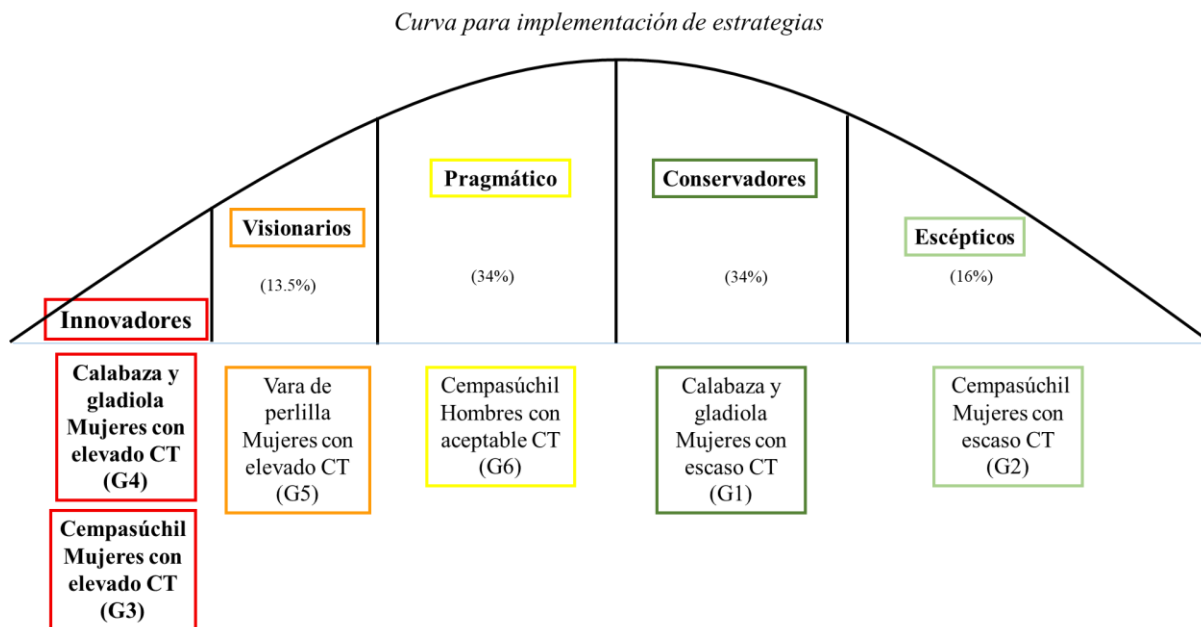 Curva para implementación de estrategias
Pragmático
Conservadores
Visionarios
Escépticos
(13.5%)
(34%)
(34%)
(16%)
Innovadores
Calabaza y
gladiola
Mujeres con
elevado CT
(G4)
Vara de
perlilla
Mujeres con
elevado CT
(G5)
Cempasúchil
Hombres con
aceptable CT
(G6)
Calabaza y
gladiola
Mujeres con
escaso CT
(G1)
Cempasúchil
Mujeres con
escaso CT
(G2)
Cempasúchil
Mujeres con
elevado CT
(G3)